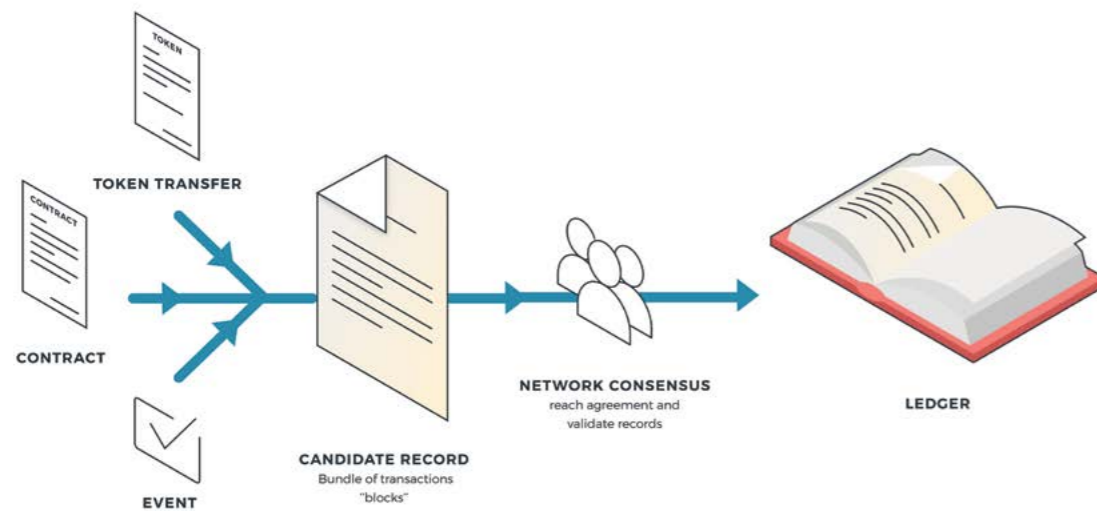 TOKEN
TOKEN TRANSFER
CONTRACT
CONTRACT
EVENT
CANDIDATE RECORD
Bundle of transactions
"blocks"
NETWORK CONSENSUS
reach agreement and
validate records
LEDGER